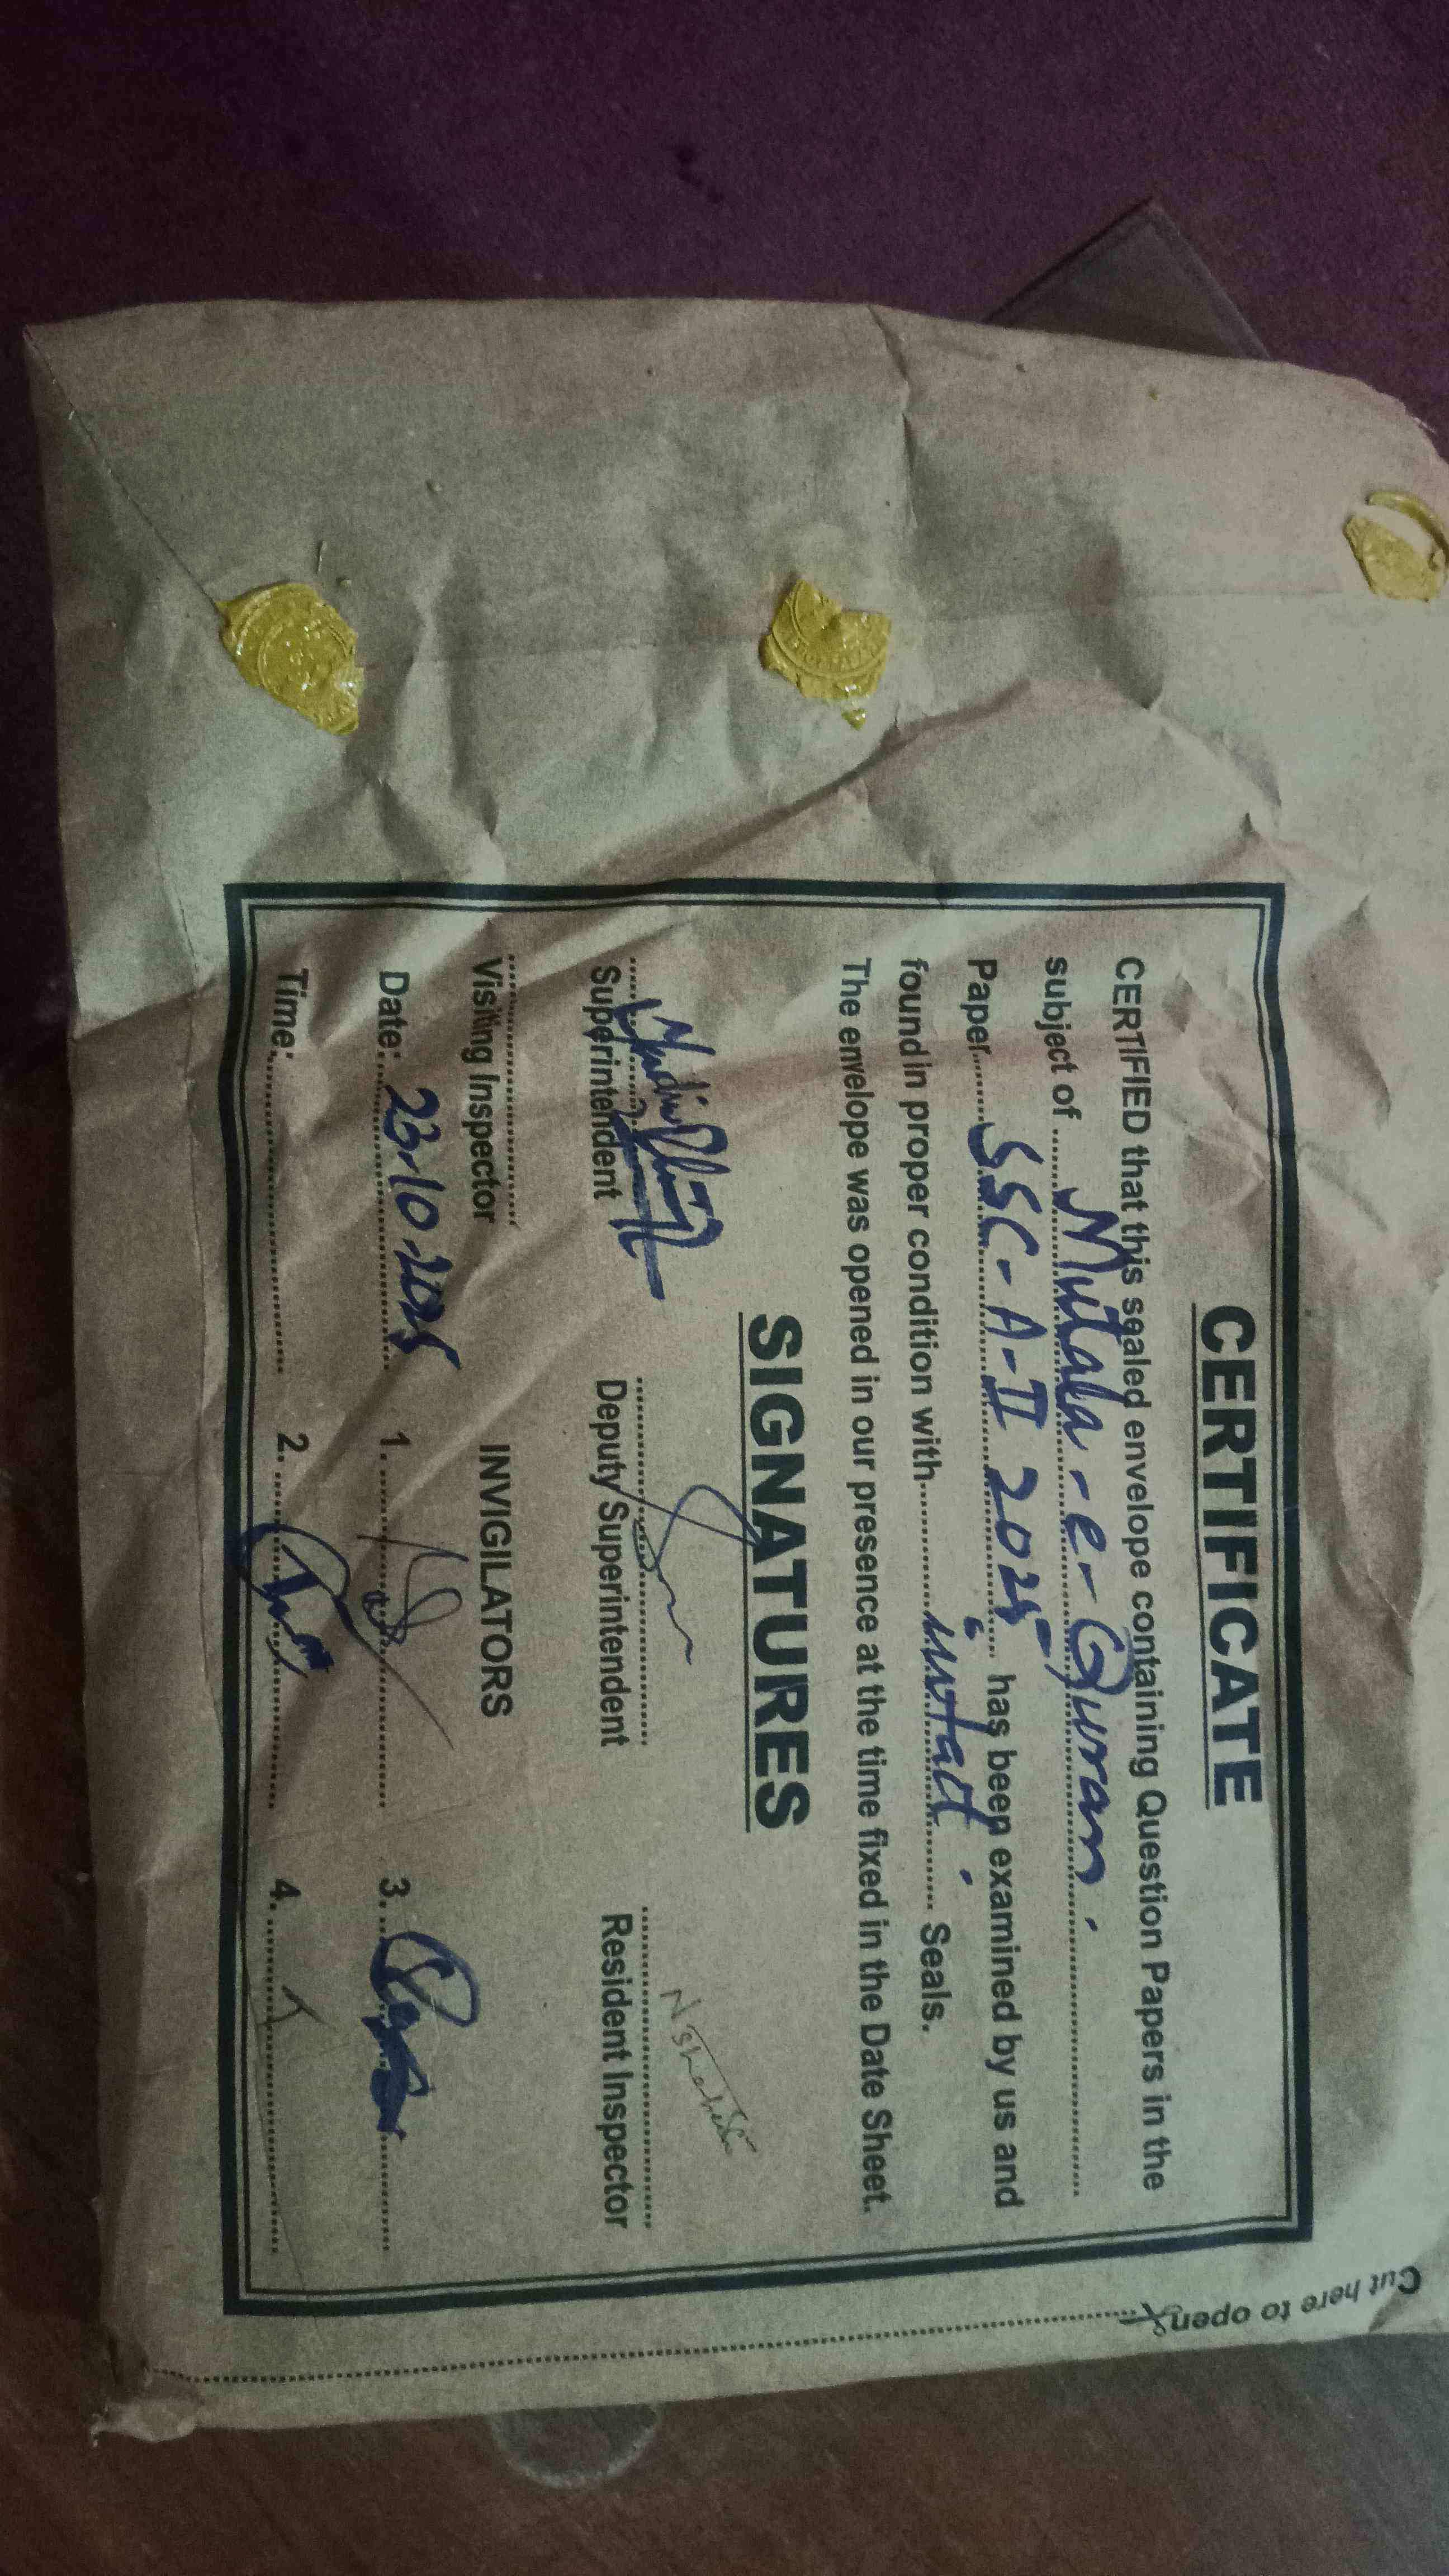 CERTIFICATE
CERTIFIED that this sealed envelope containing Question Papers in the
subject of ...... Mutala-e-Quran.
Paper...... SSC-A-II 2025 ...... has been examined by us and
found in proper condition with...... intact. ...... Seals.
The envelope was opened in our presence at the time fixed in the Date Sheet.
SIGNATURES
Superintendent Deputy Superintendent Resident Inspector
Visiting Inspector INVIGILATORS
Date: 23-10-2025 1. 3.
Time: 2. 4.
Cut here to open